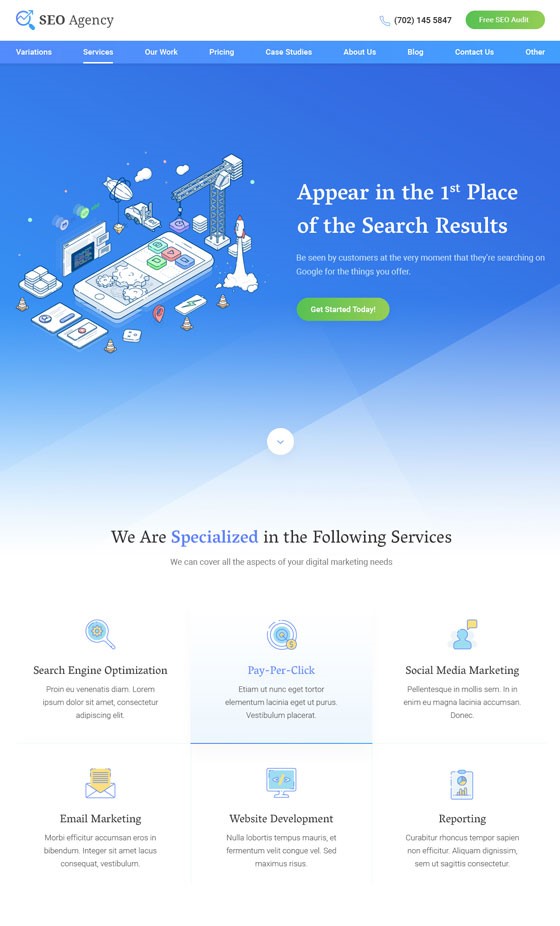 SEO Agency
(702) 145 5847
Free SEO Audit
Variations Services Our Work Pricing Case Studies About Us Blog Contact Us Other
Appear in the 1st Place
of the Search Results
Be seen by customers at the very moment that they're searching on
Google for the things you offer.
Get Started Today!
We Are Specialized in the Following Services
We can cover all the aspects of your digital marketing needs
Search Engine Optimization
Proin eu venenatis diam. Lorem
ipsum dolor sit amet, consectetur
adipiscing elit.
Pay-Per-Click
Etiam ut nunc eget tortor
elementum lacinia eget ut purus.
Vestibulum placerat.
Social Media Marketing
Pellentesque in mollis sem. In in
enim eu magna lacinia accumsan.
Donec.
Email Marketing
Morbi efficitur accumsan eros in
bibendum. Integer sit amet lacus
consequat, vestibulum.
Website Development
Nulla lobortis tempus mauris, et
fermentum velit congue vel. Sed
maximus risus.
Reporting
Curabitur rhoncus tempor sapien
non efficitur. Aliquam dignissim,
sem ut sagittis consectetur.